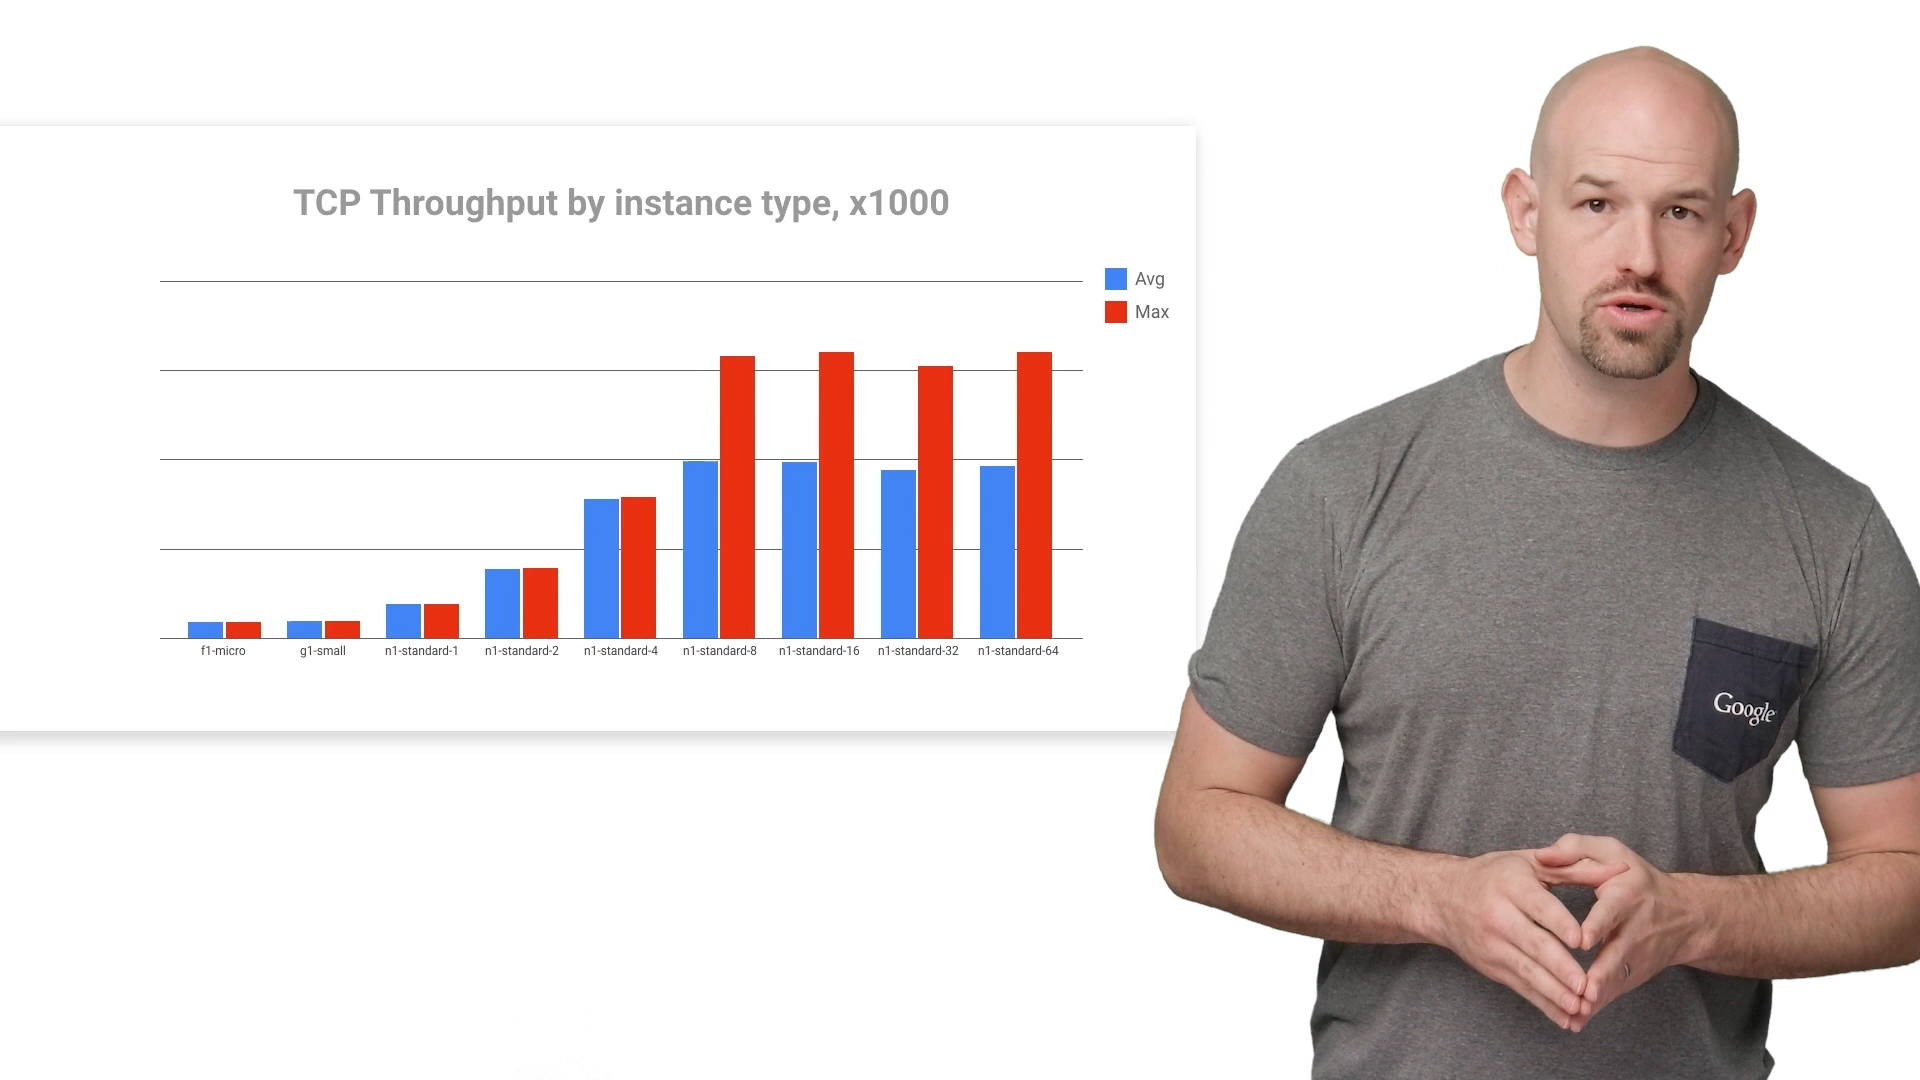 TCP Throughput by instance type, x1000
Avg
Max
f1-micro g1-small n1-standard-1 n1-standard-2 n1-standard-4 n1-standard-8 n1-standard-16 n1-standard-32 n1-standard-64
Google